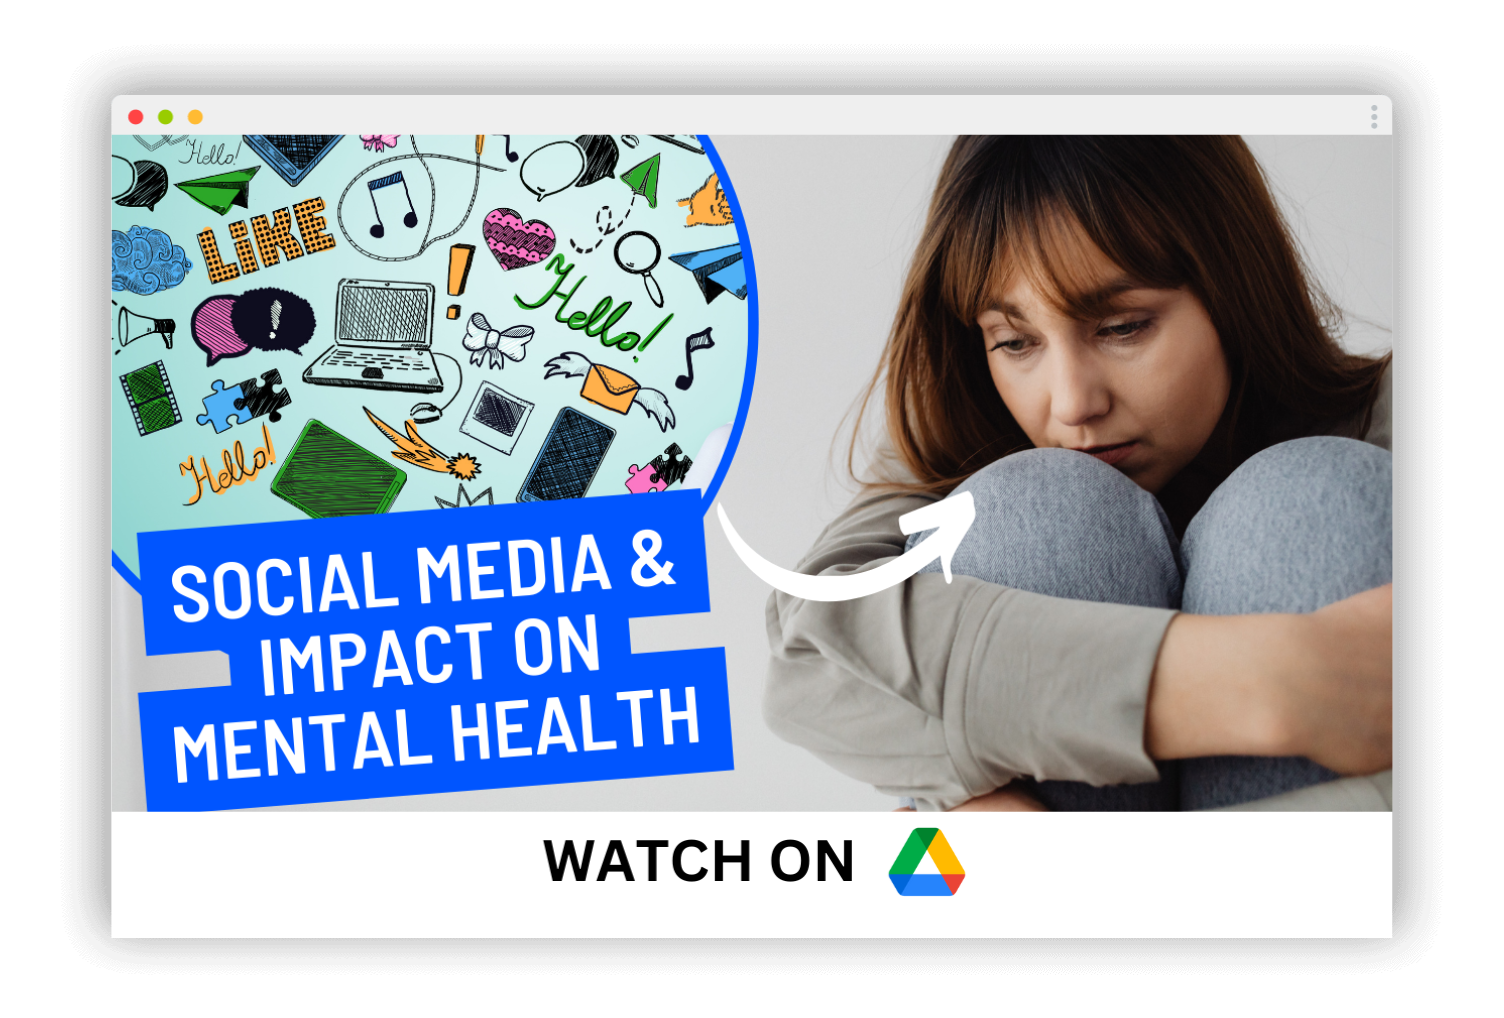 Hello!
LiKE
Hello!
Hello!
SOCIAL MEDIA &
IMPACT ON
MENTAL HEALTH
WATCH ON